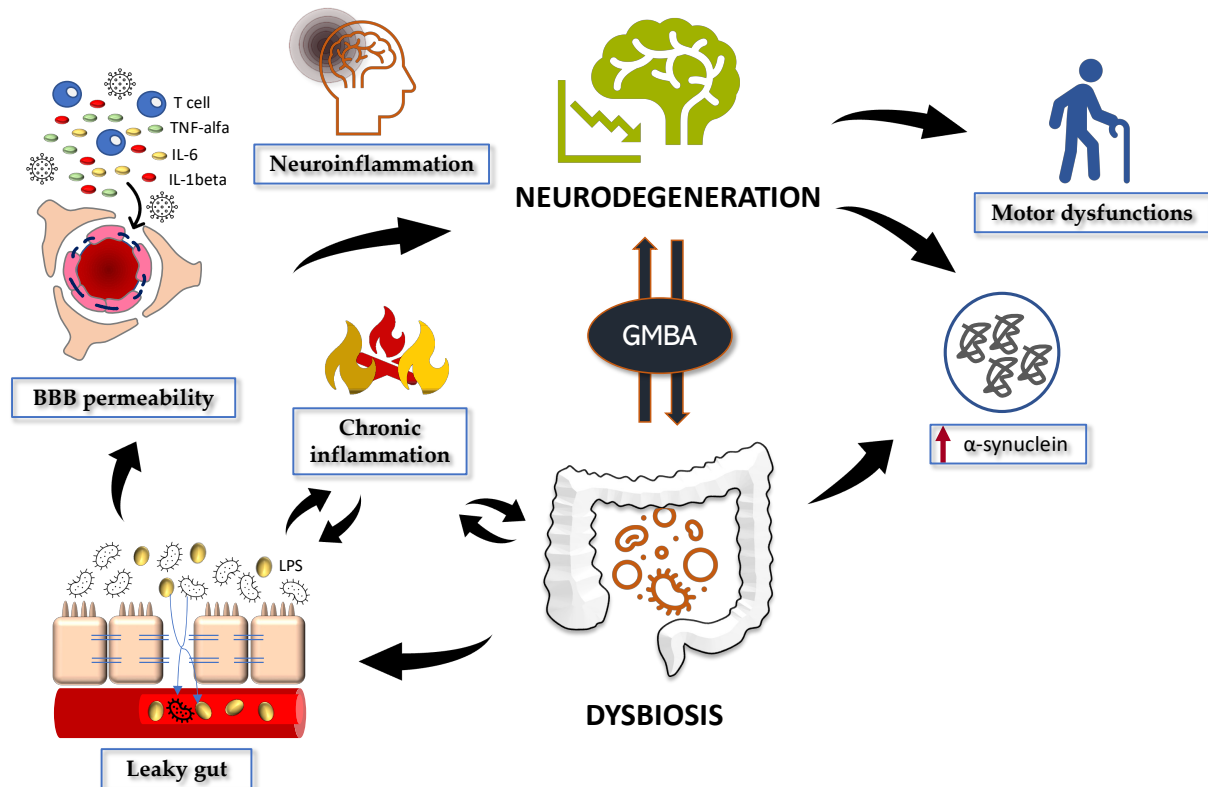 T cell
TNF-alfa
IL-6
IL-1beta
Neuroinflammation
NEURODEGENERATION
Motor dysfunctions
GMBA
BBB permeability
Chronic
inflammation
α-synuclein
LPS
DYSBIOSIS
Leaky gut